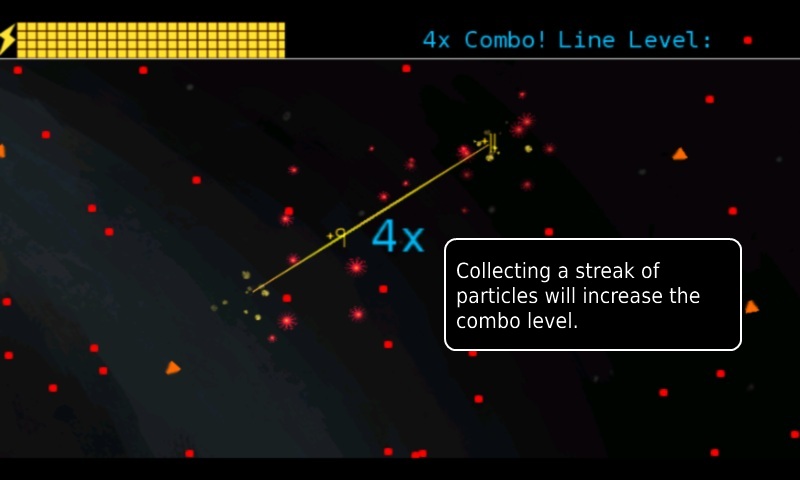 4x Combo! Line Level:
4x
Collecting a streak of
particles will increase the
combo level.